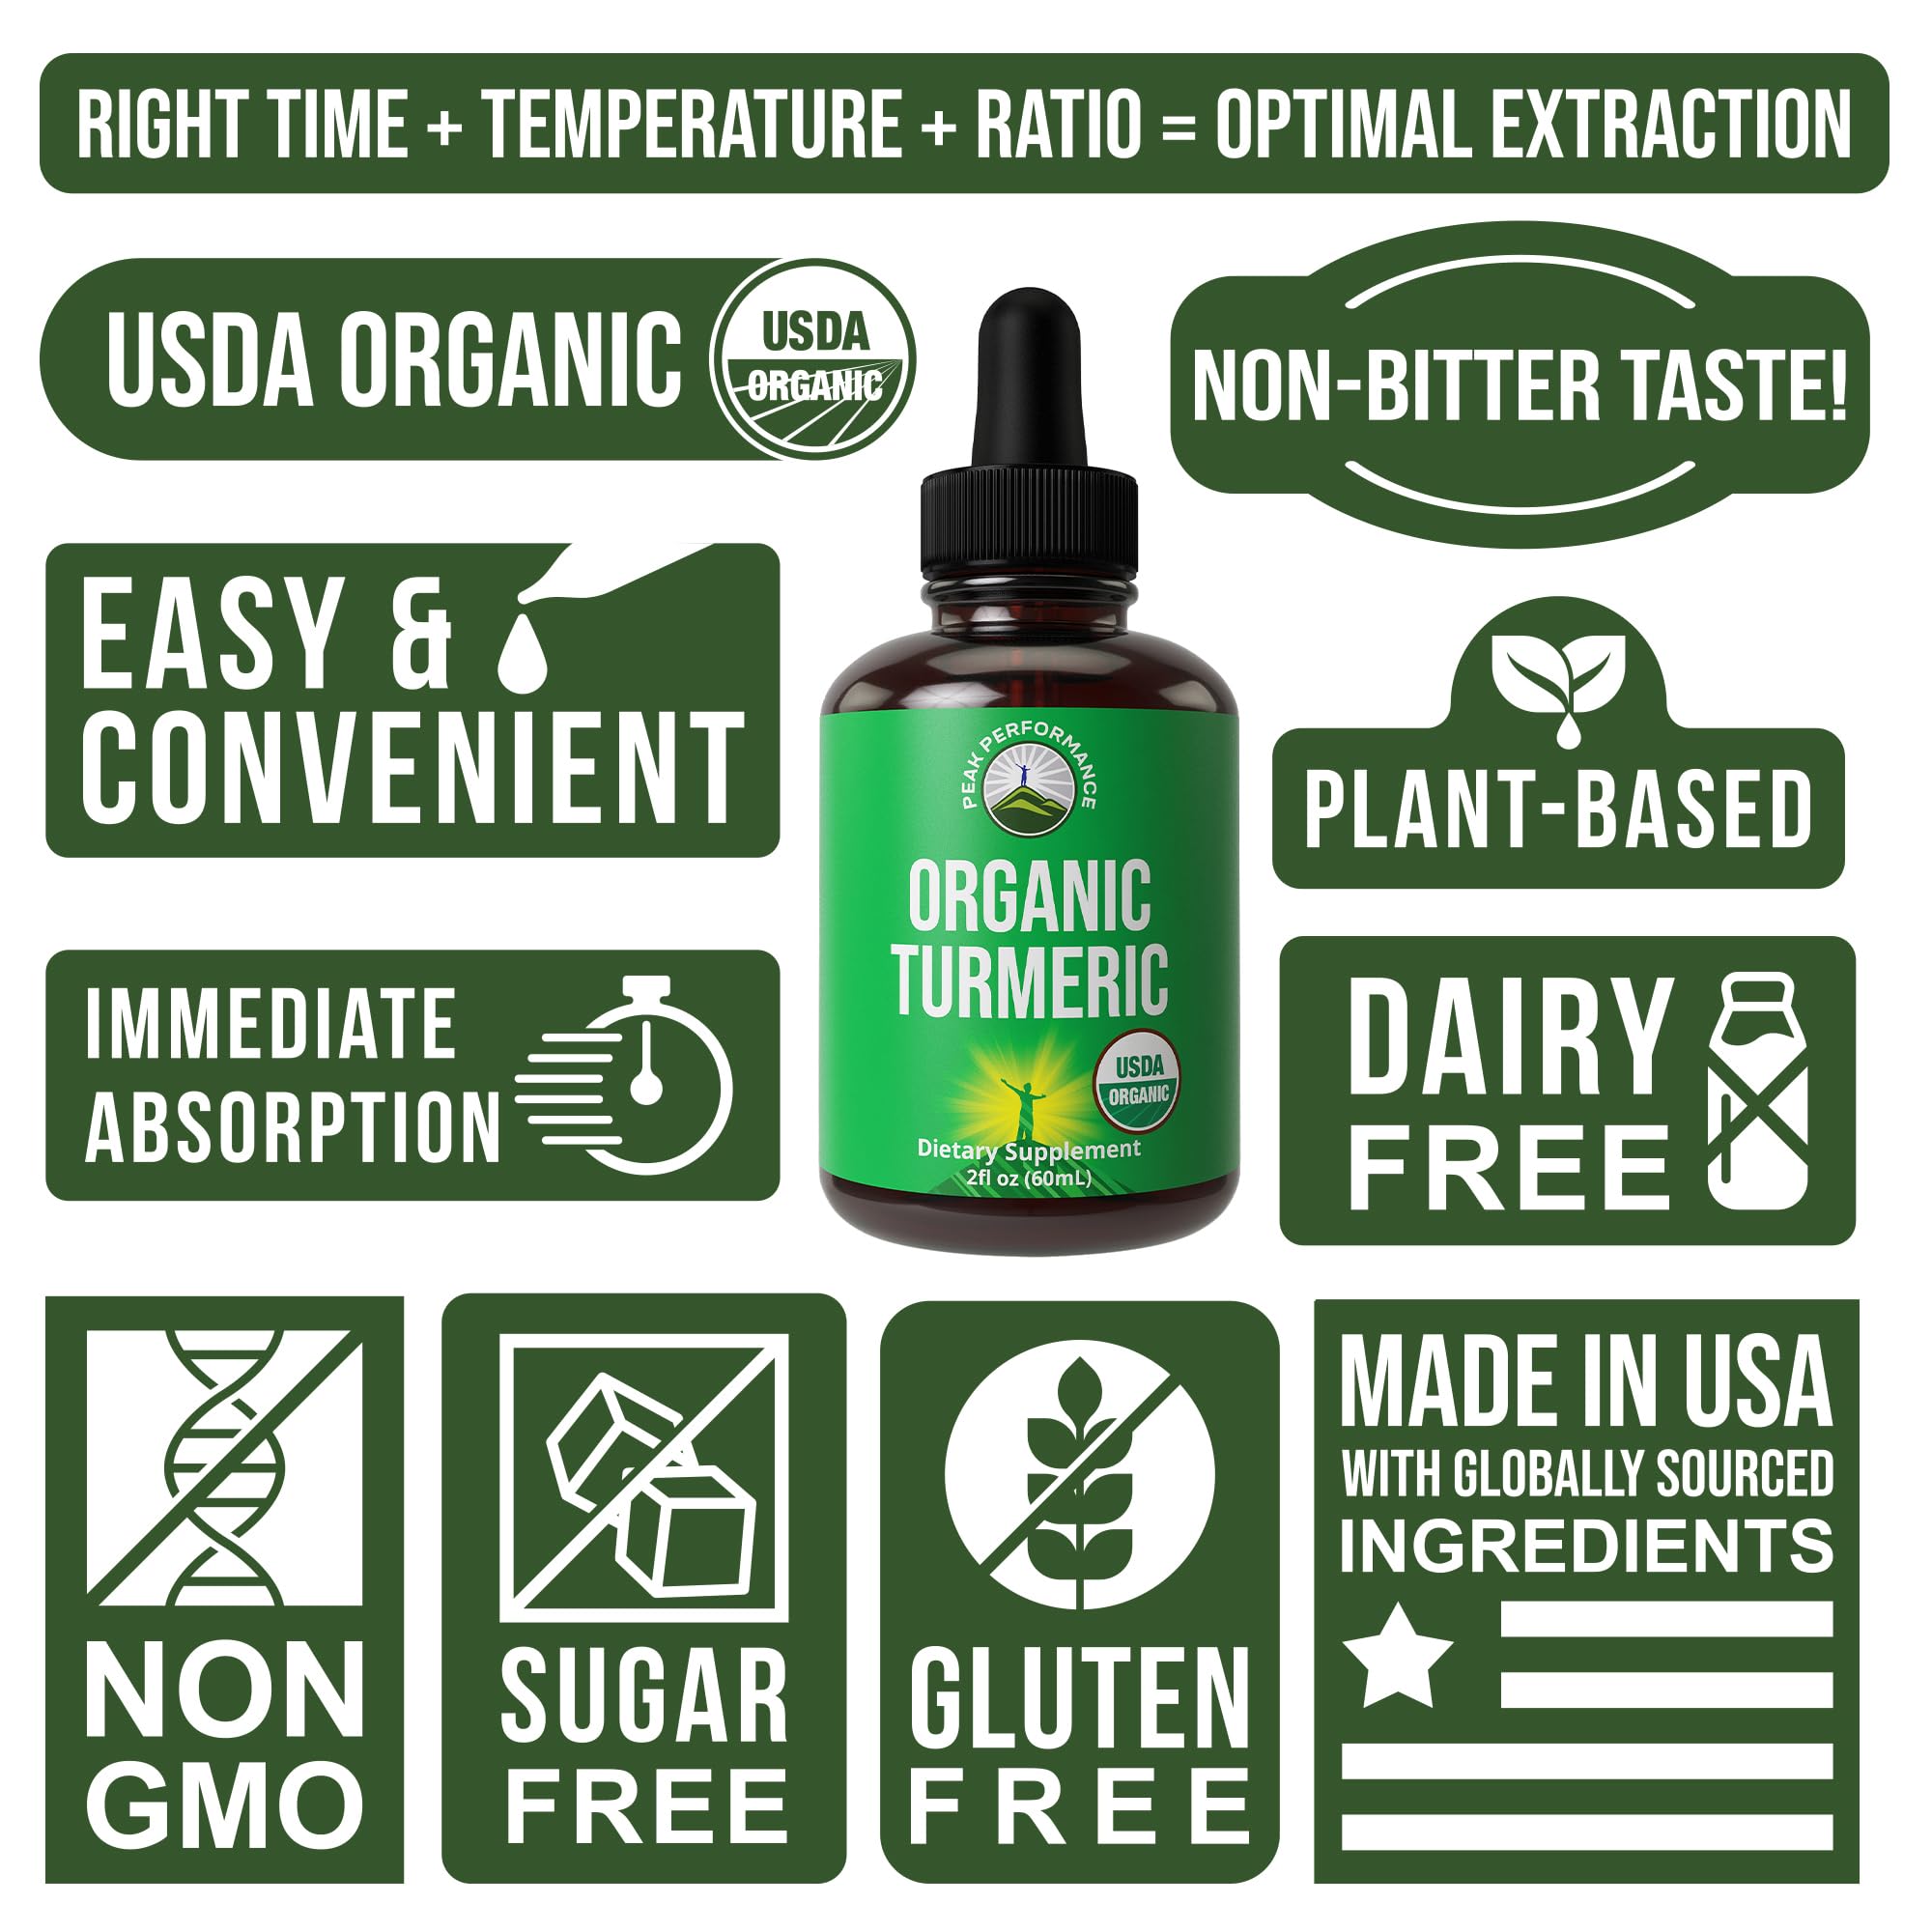 RIGHT TIME + TEMPERATURE + RATIO = OPTIMAL EXTRACTION
USDA ORGANIC
USDA
ORGANIC
NON-BITTER TASTE!
EASY &
CONVENIENT
PLANT-BASED
IMMEDIATE
ABSORPTION
DAIRY
FREE
PEAK PERFORMANCE
ORGANIC
TURMERIC
USDA
ORGANIC
Dietary Supplement
2fl oz (60mL)
NON
GMO
SUGAR
FREE
GLUTEN
FREE
MADE IN USA
WITH GLOBALLY SOURCED
INGREDIENTS